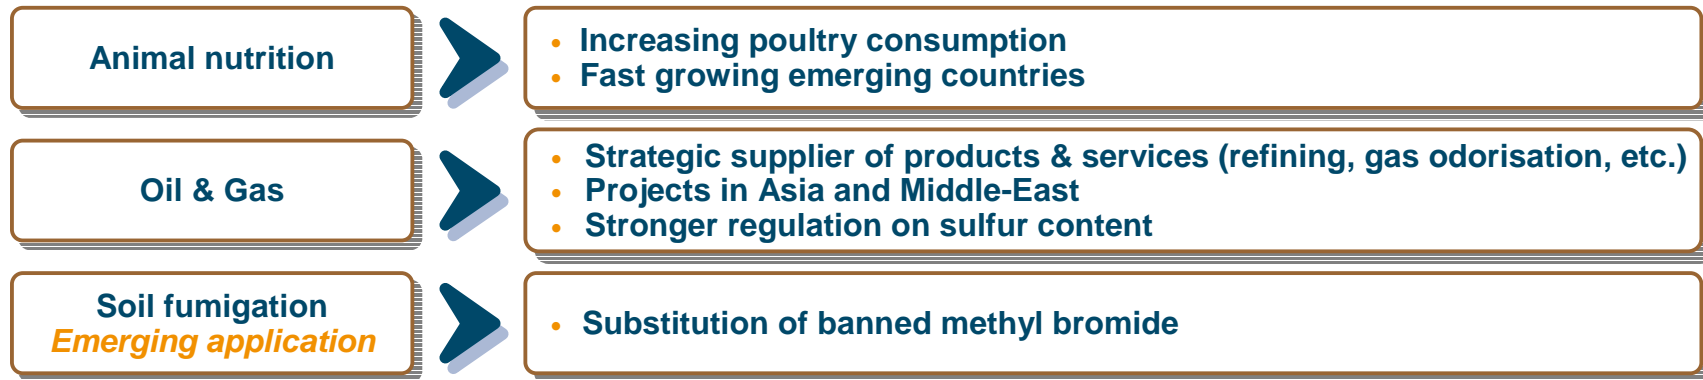 Animal nutrition
• Increasing poultry consumption
• Fast growing emerging countries
Oil & Gas
• Strategic supplier of products & services (refining, gas odorisation, etc.)
• Projects in Asia and Middle-East
• Stronger regulation on sulfur content
Soil fumigation
Emerging application
• Substitution of banned methyl bromide